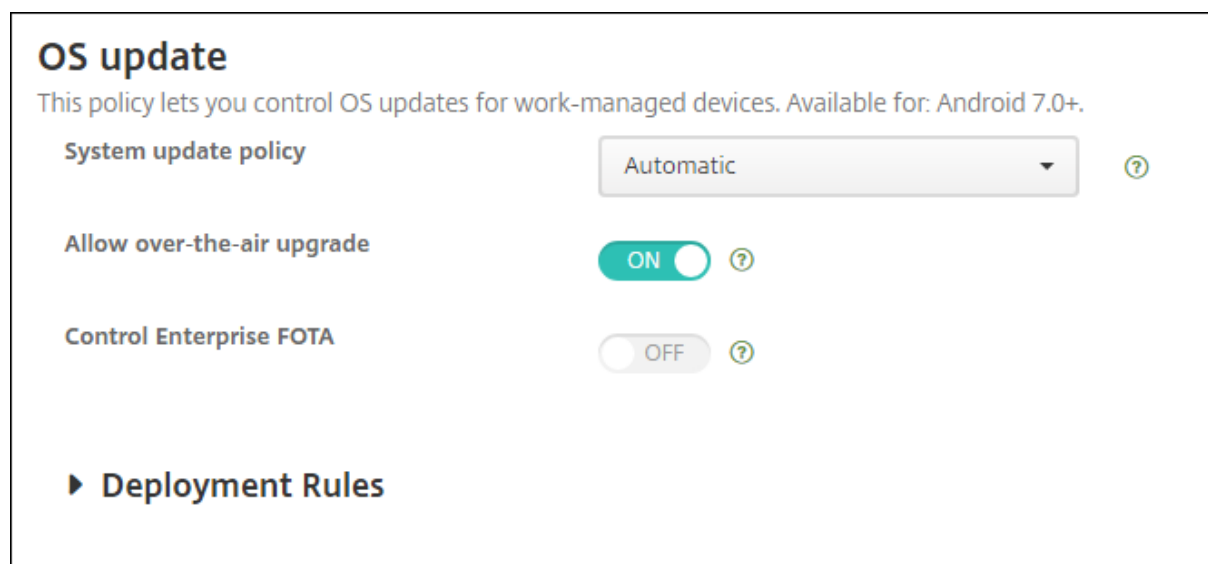 OS update
This policy lets you control OS updates for work-managed devices. Available for: Android 7.0+.
System update policy
Automatic
?
Allow over-the-air upgrade
ON
?
Control Enterprise FOTA
OFF
?
Deployment Rules